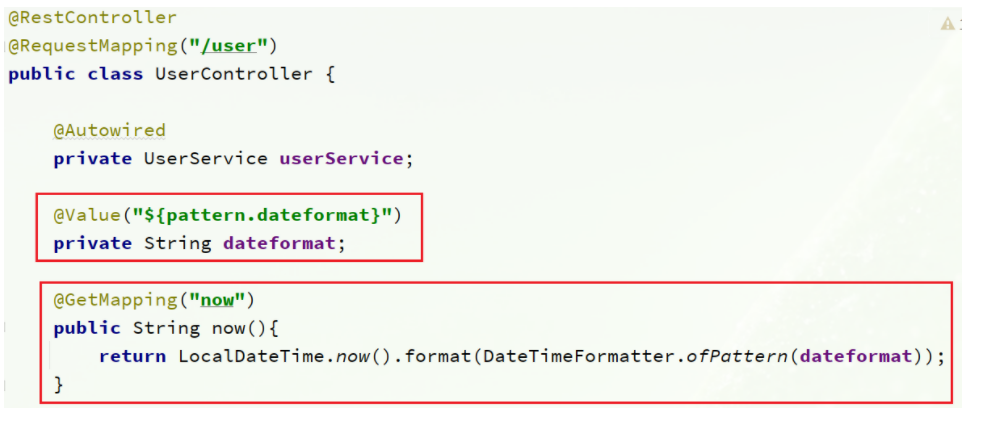 @RestController
@RequestMapping("/user")
public class UserController {
@Autowired
private UserService userService;
@Value("${pattern.dateformat}")
private String dateformat;
@GetMapping("now")
public String now(){
return LocalDateTime.now().format(DateTimeFormatter.ofPattern(dateformat));
}